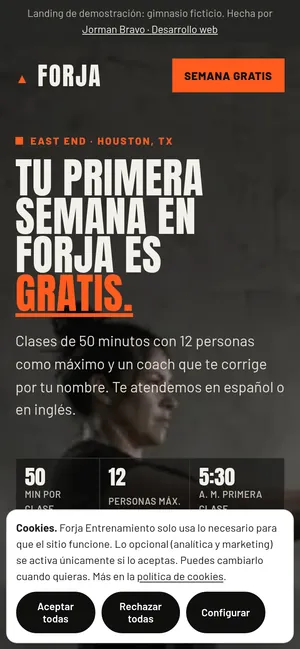 Landing de demostración: gimnasio ficticio. Hecha por
Jorman Bravo · Desarrollo web
FORJA
SEMANA GRATIS
EAST END · HOUSTON, TX
TU PRIMERA
SEMANA EN
FORJA ES
GRATIS.
Clases de 50 minutos con 12 personas
como máximo y un coach que te corrige
por tu nombre. Te atendemos en español o
en inglés.
50
MIN POR
CLASE
12
PERSONAS MÁX.
5:30
A. M. PRIMERA
CLASE
Cookies. Forja Entrenamiento solo usa lo necesario para
que el sitio funcione. Lo opcional (analítica y marketing)
se activa únicamente si lo aceptas. Puedes cambiarlo
cuando quieras. Más en la política de cookies.
Aceptar
todas
Rechazar
todas
Configurar